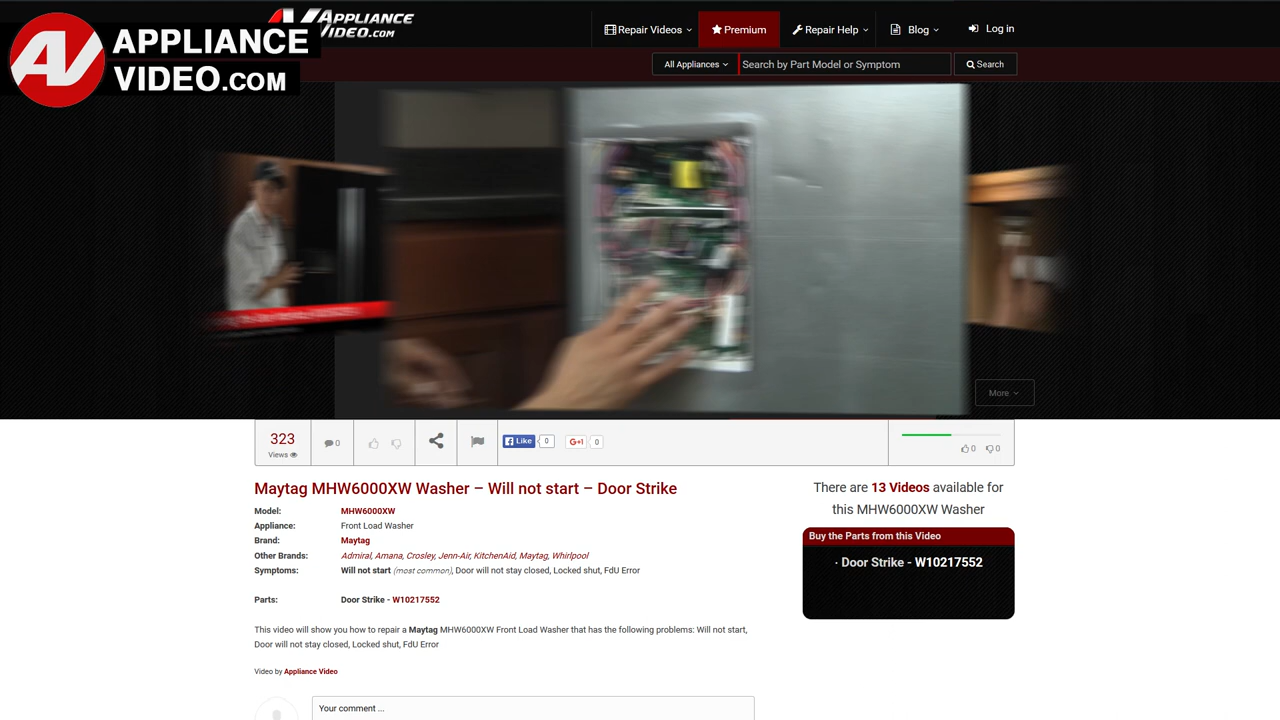 APPLIANCE
VIDEO.COM
APPLIANCE
VIDEO.COM
Repair Videos
Premium
Repair Help
Blog
Log in
All Appliances
Search by Part Model or Symptom
Search
More
323
Views
0
Like
0
G+1
0
0
0
Maytag MHW6000XW Washer – Will not start – Door Strike
Model: MHW6000XW
Appliance: Front Load Washer
Brand: Maytag
Other Brands: Admiral, Amana, Crosley, Jenn-Air, KitchenAid, Maytag, Whirlpool
Symptoms: Will not start (most common), Door will not stay closed, Locked shut, FdU Error
Parts: Door Strike - W10217552
This video will show you how to repair a Maytag MHW6000XW Front Load Washer that has the following problems: Will not start,
Door will not stay closed, Locked shut, FdU Error
Video by Appliance Video
Your comment ...
There are 13 Videos available for
this MHW6000XW Washer
Buy the Parts from this Video
· Door Strike - W10217552